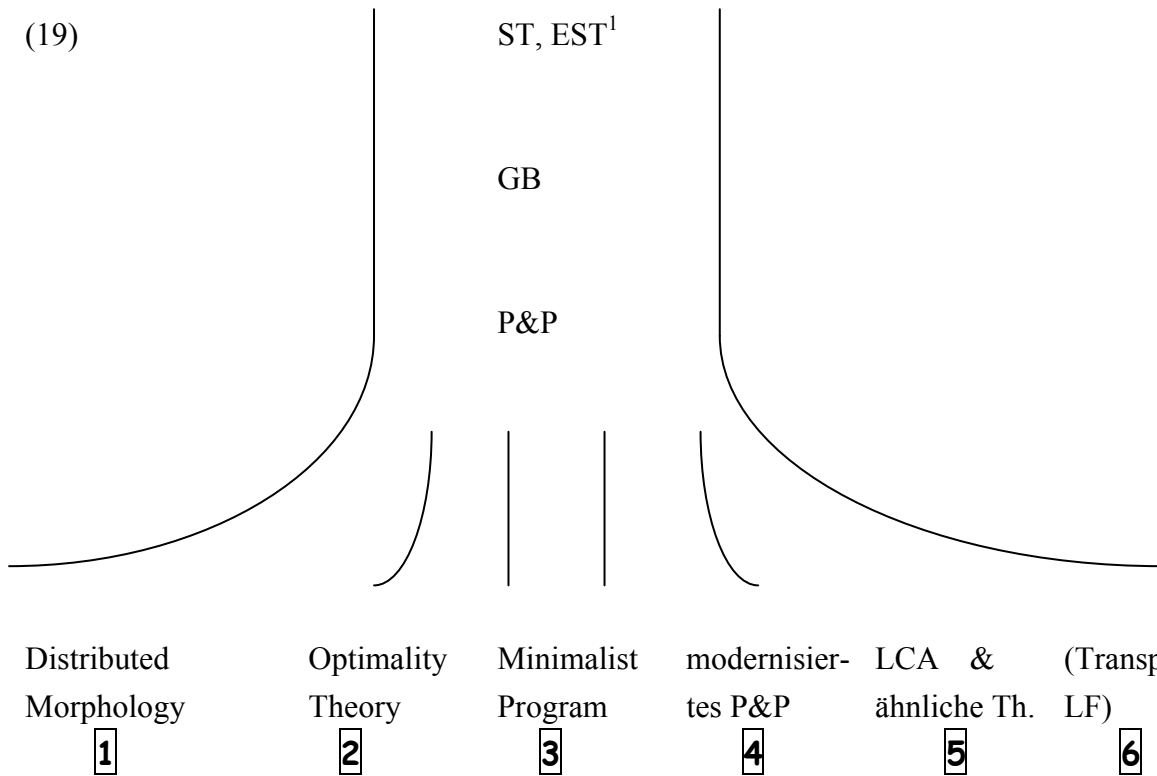 (19) ST, EST¹
GB
P&P
Distributed Optimality Minimalist modernisier- LCA & (Transp
Morphology Theory Program tes P&P ähnliche Th. LF)
1 2 3 4 5 6